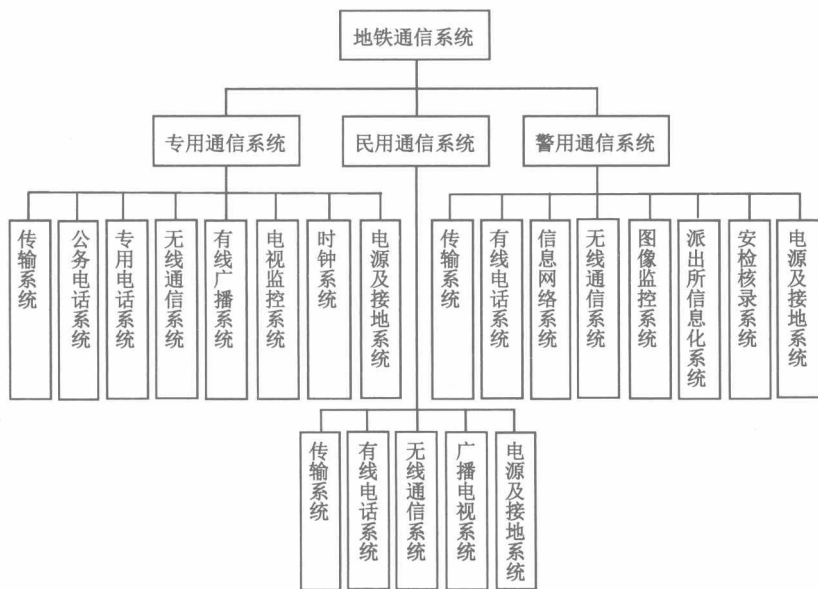 地铁通信系统
专用通信系统
民用通信系统
警用通信系统
传输系统
公务电话系统
专用电话系统
无线通信系统
有线广播系统
电视监控系统
时钟系统
电源及接地系统
传输系统
有线电话系统
信息网络系统
无线通信系统
图像监控系统
派出所信息化系统
安检核录系统
电源及接地系统
传输系统
有线电话系统
无线通信系统
广播电视系统
电源及接地系统